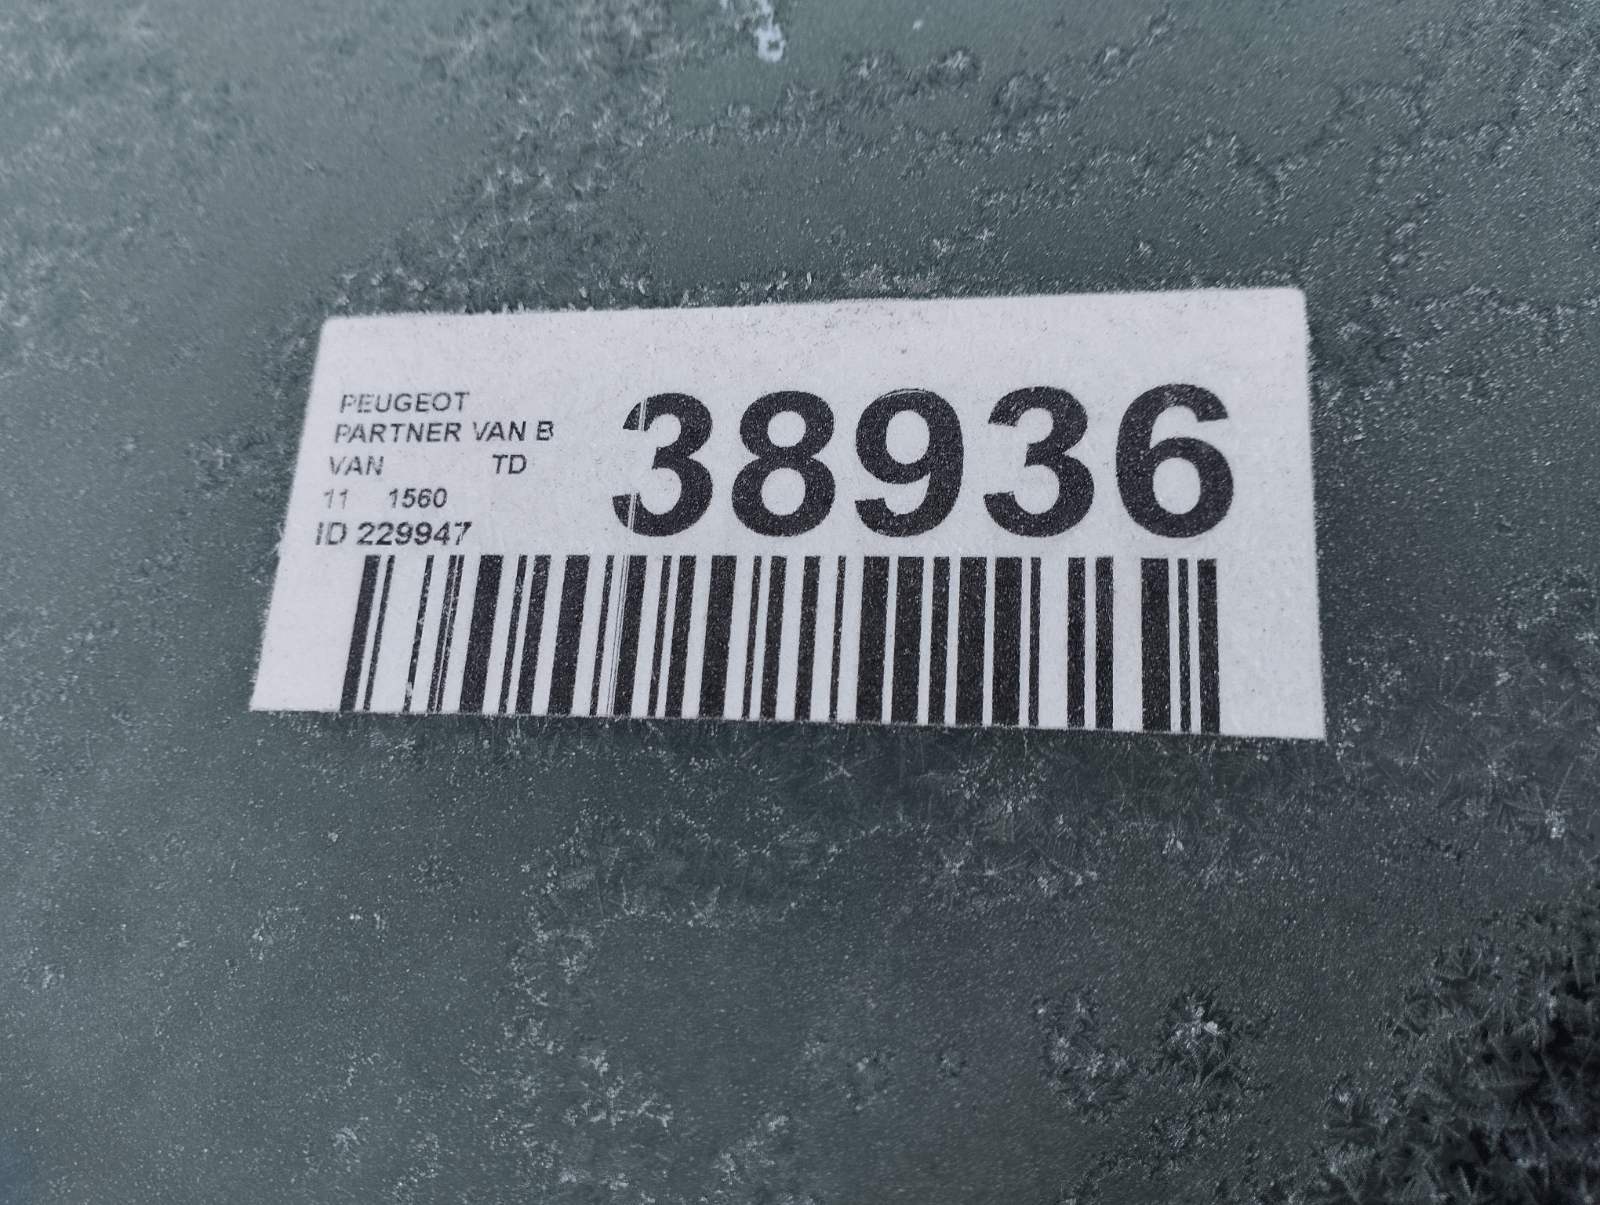 PEUGEOT
PARTNER VAN B
VAN TD
11 1560
ID 229947
38936